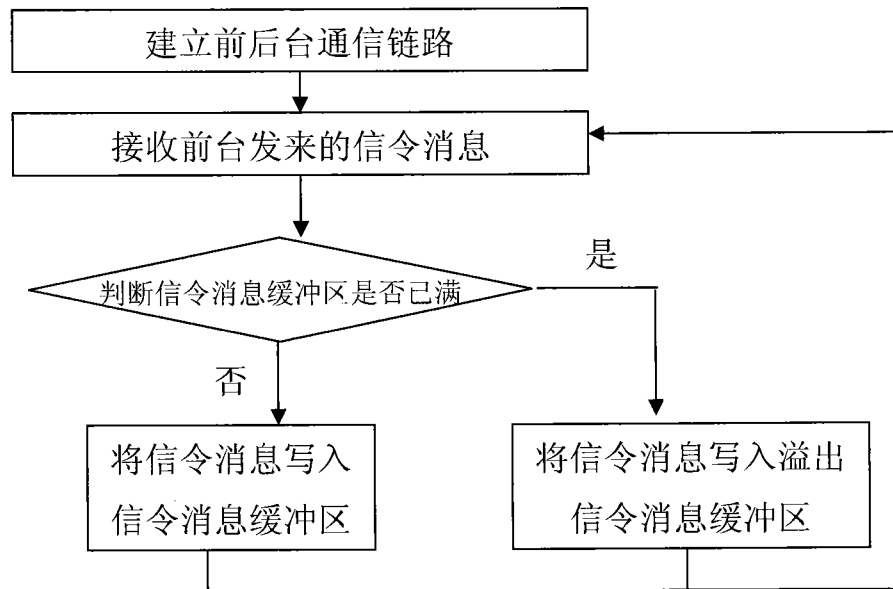 建立前后台通信链路
接收前台发来的信令消息
是
判断信令消息缓冲区是否已满
否
将信令消息写入
信令消息缓冲区
将信令消息写入溢出
信令消息缓冲区